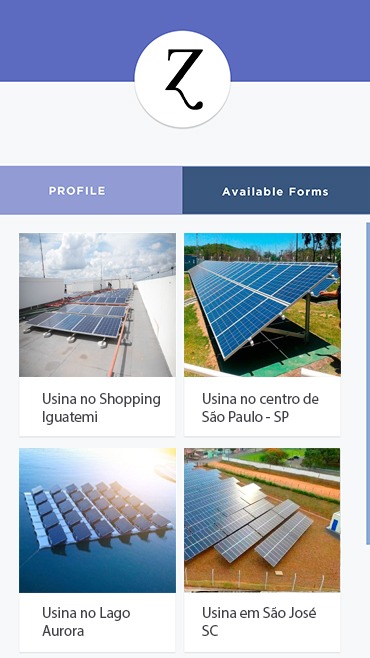 Z
PROFILE
Available Forms
Usina no Shopping
Iguatemi
Usina no centro de
São Paulo - SP
Usina no Lago
Aurora
Usina em São José
SC